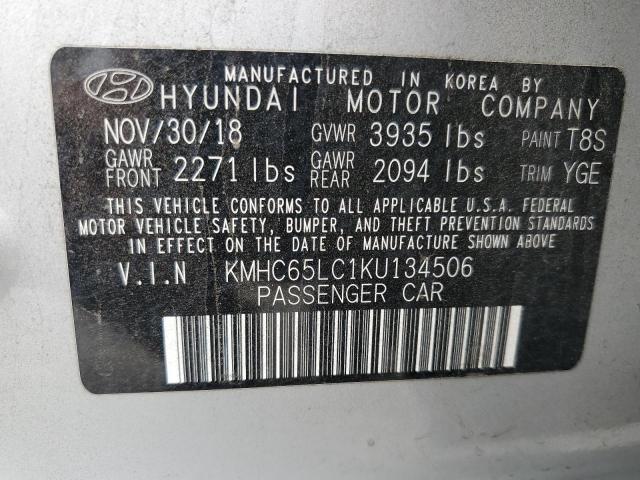 MANUFACTURED IN KOREA BY
HYUNDAI MOTOR COMPANY
NOV/30/18 GVWR 3935 lbs PAINT T8S
GAWR FRONT 2271 lbs GAWR REAR 2094 lbs TRIM YGE
THIS VEHICLE CONFORMS TO ALL APPLICABLE U.S.A. FEDERAL
MOTOR VEHICLE SAFETY, BUMPER, AND THEFT PREVENTION STANDARDS
IN EFFECT ON THE DATE OF MANUFACTURE SHOWN ABOVE
V.I.N KMHC65LC1KU134506
PASSENGER CAR